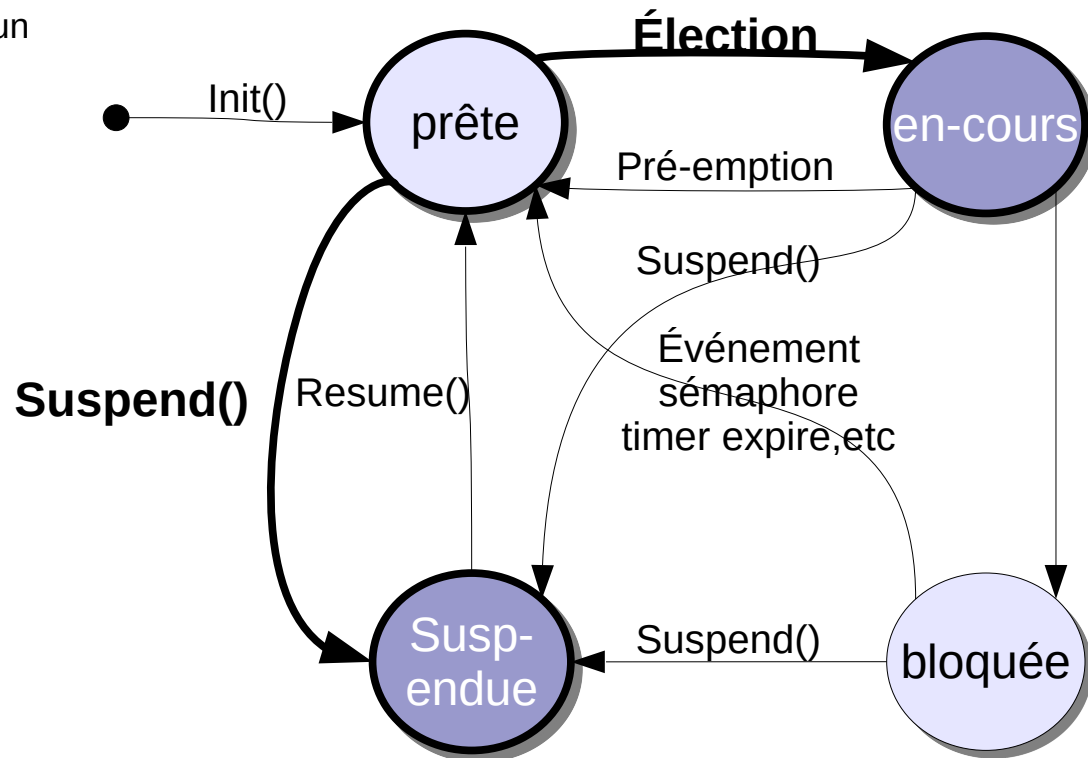 un
Élection
Init()
prête
en-cours
Pré-emption
Suspend()
Événement
sémaphore
timer expire,etc
Suspend()
Resume()
Susp-
endue
Suspend()
bloquée